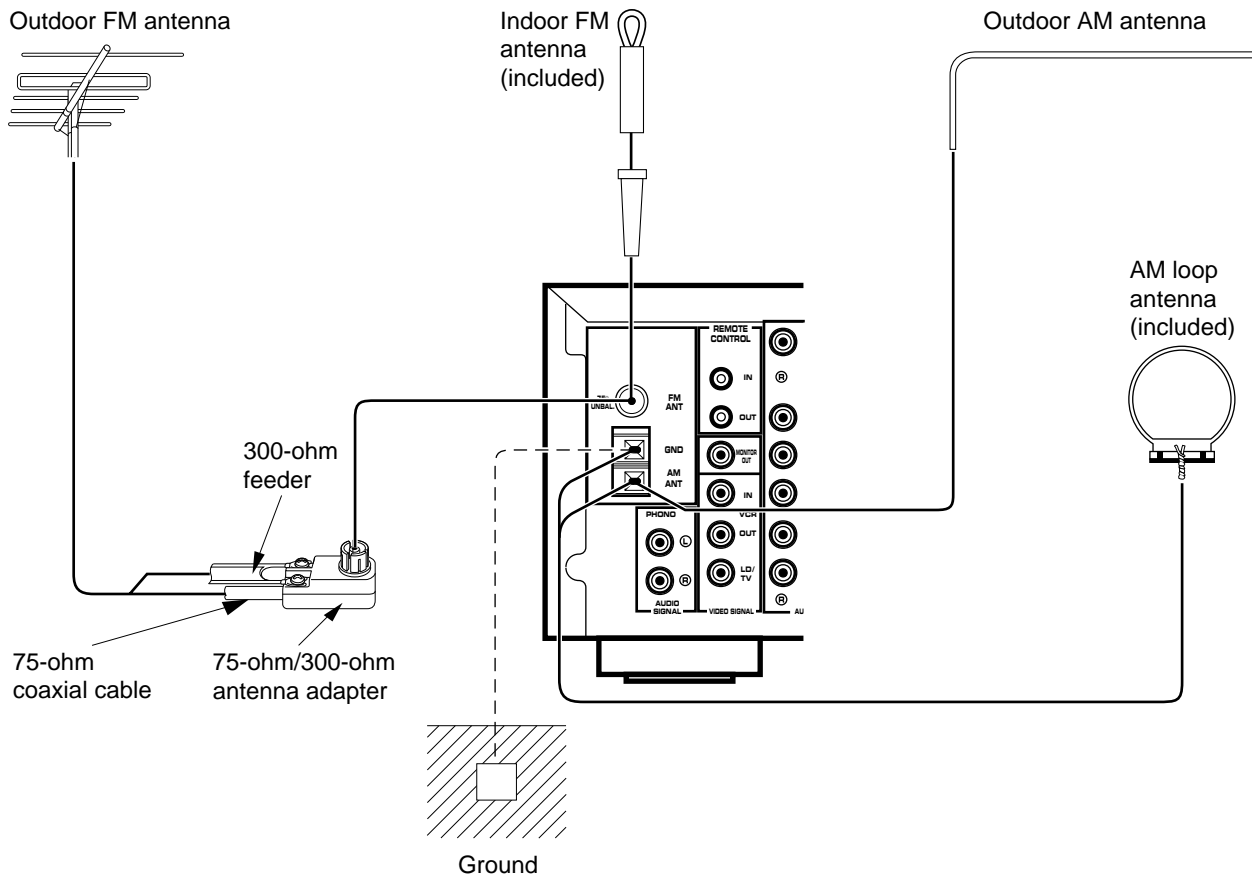 Outdoor FM antenna
Indoor FM
antenna
(included)
Outdoor AM antenna
AM loop
antenna
(included)
300-ohm
feeder
75-ohm
coaxial cable
75-ohm/300-ohm
antenna adapter
Ground
UNBAL.
FM
ANT
GND
AM
ANT
REMOTE
CONTROL
IN
OUT
MONITOR
OUT
IN
VCR
OUT
LD/
TV
VIDEO SIGNAL
PHONO
L
R
AUDIO
SIGNAL
R
R
AU